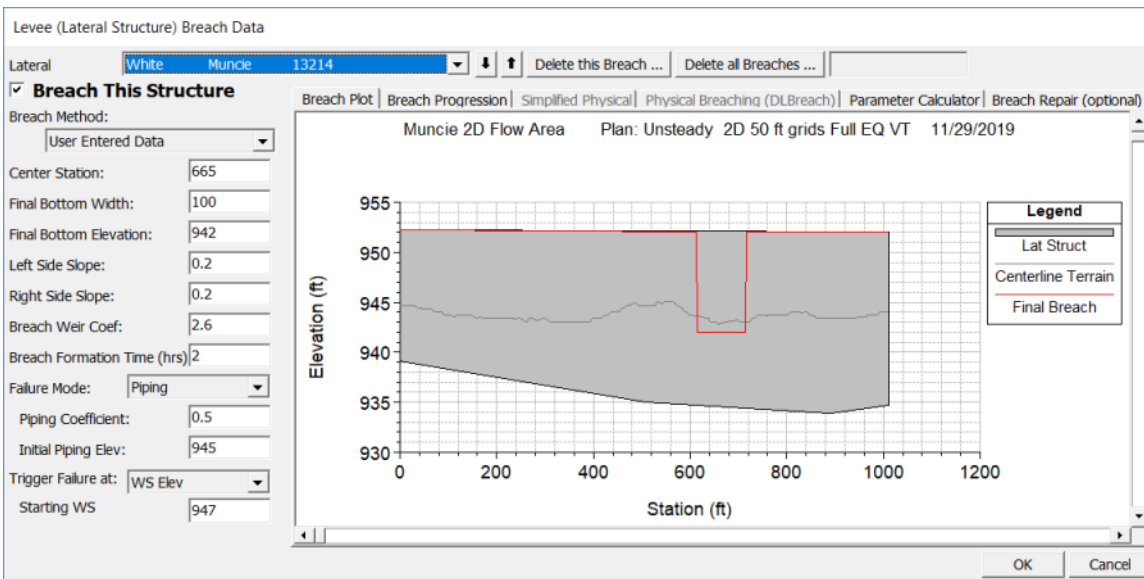 Levee (Lateral Structure) Breach Data
Lateral White Muncie 13214 Delete this Breach ... Delete all Breaches ...
Breach This Structure
Breach Method:
User Entered Data
Center Station: 665
Final Bottom Width: 100
Final Bottom Elevation: 942
Left Side Slope: 0.2
Right Side Slope: 0.2
Breach Weir Coef: 2.6
Breach Formation Time (hrs) 2
Failure Mode: Piping
Piping Coefficient: 0.5
Initial Piping Elev: 945
Trigger Failure at: WS Elev
Starting WS 947
Breach Plot Breach Progression Simplified Physical Physical Breaching (DLBreach) Parameter Calculator Breach Repair (optional)
Muncie 2D Flow Area Plan: Unsteady 2D 50 ft grids Full EQ VT 11/29/2019
Elevation (ft)
955
950
945
940
935
930
0 200 400 600 800 1000 1200
Station (ft)
Legend
Lat Struct
Centerline Terrain
Final Breach
OK Cancel